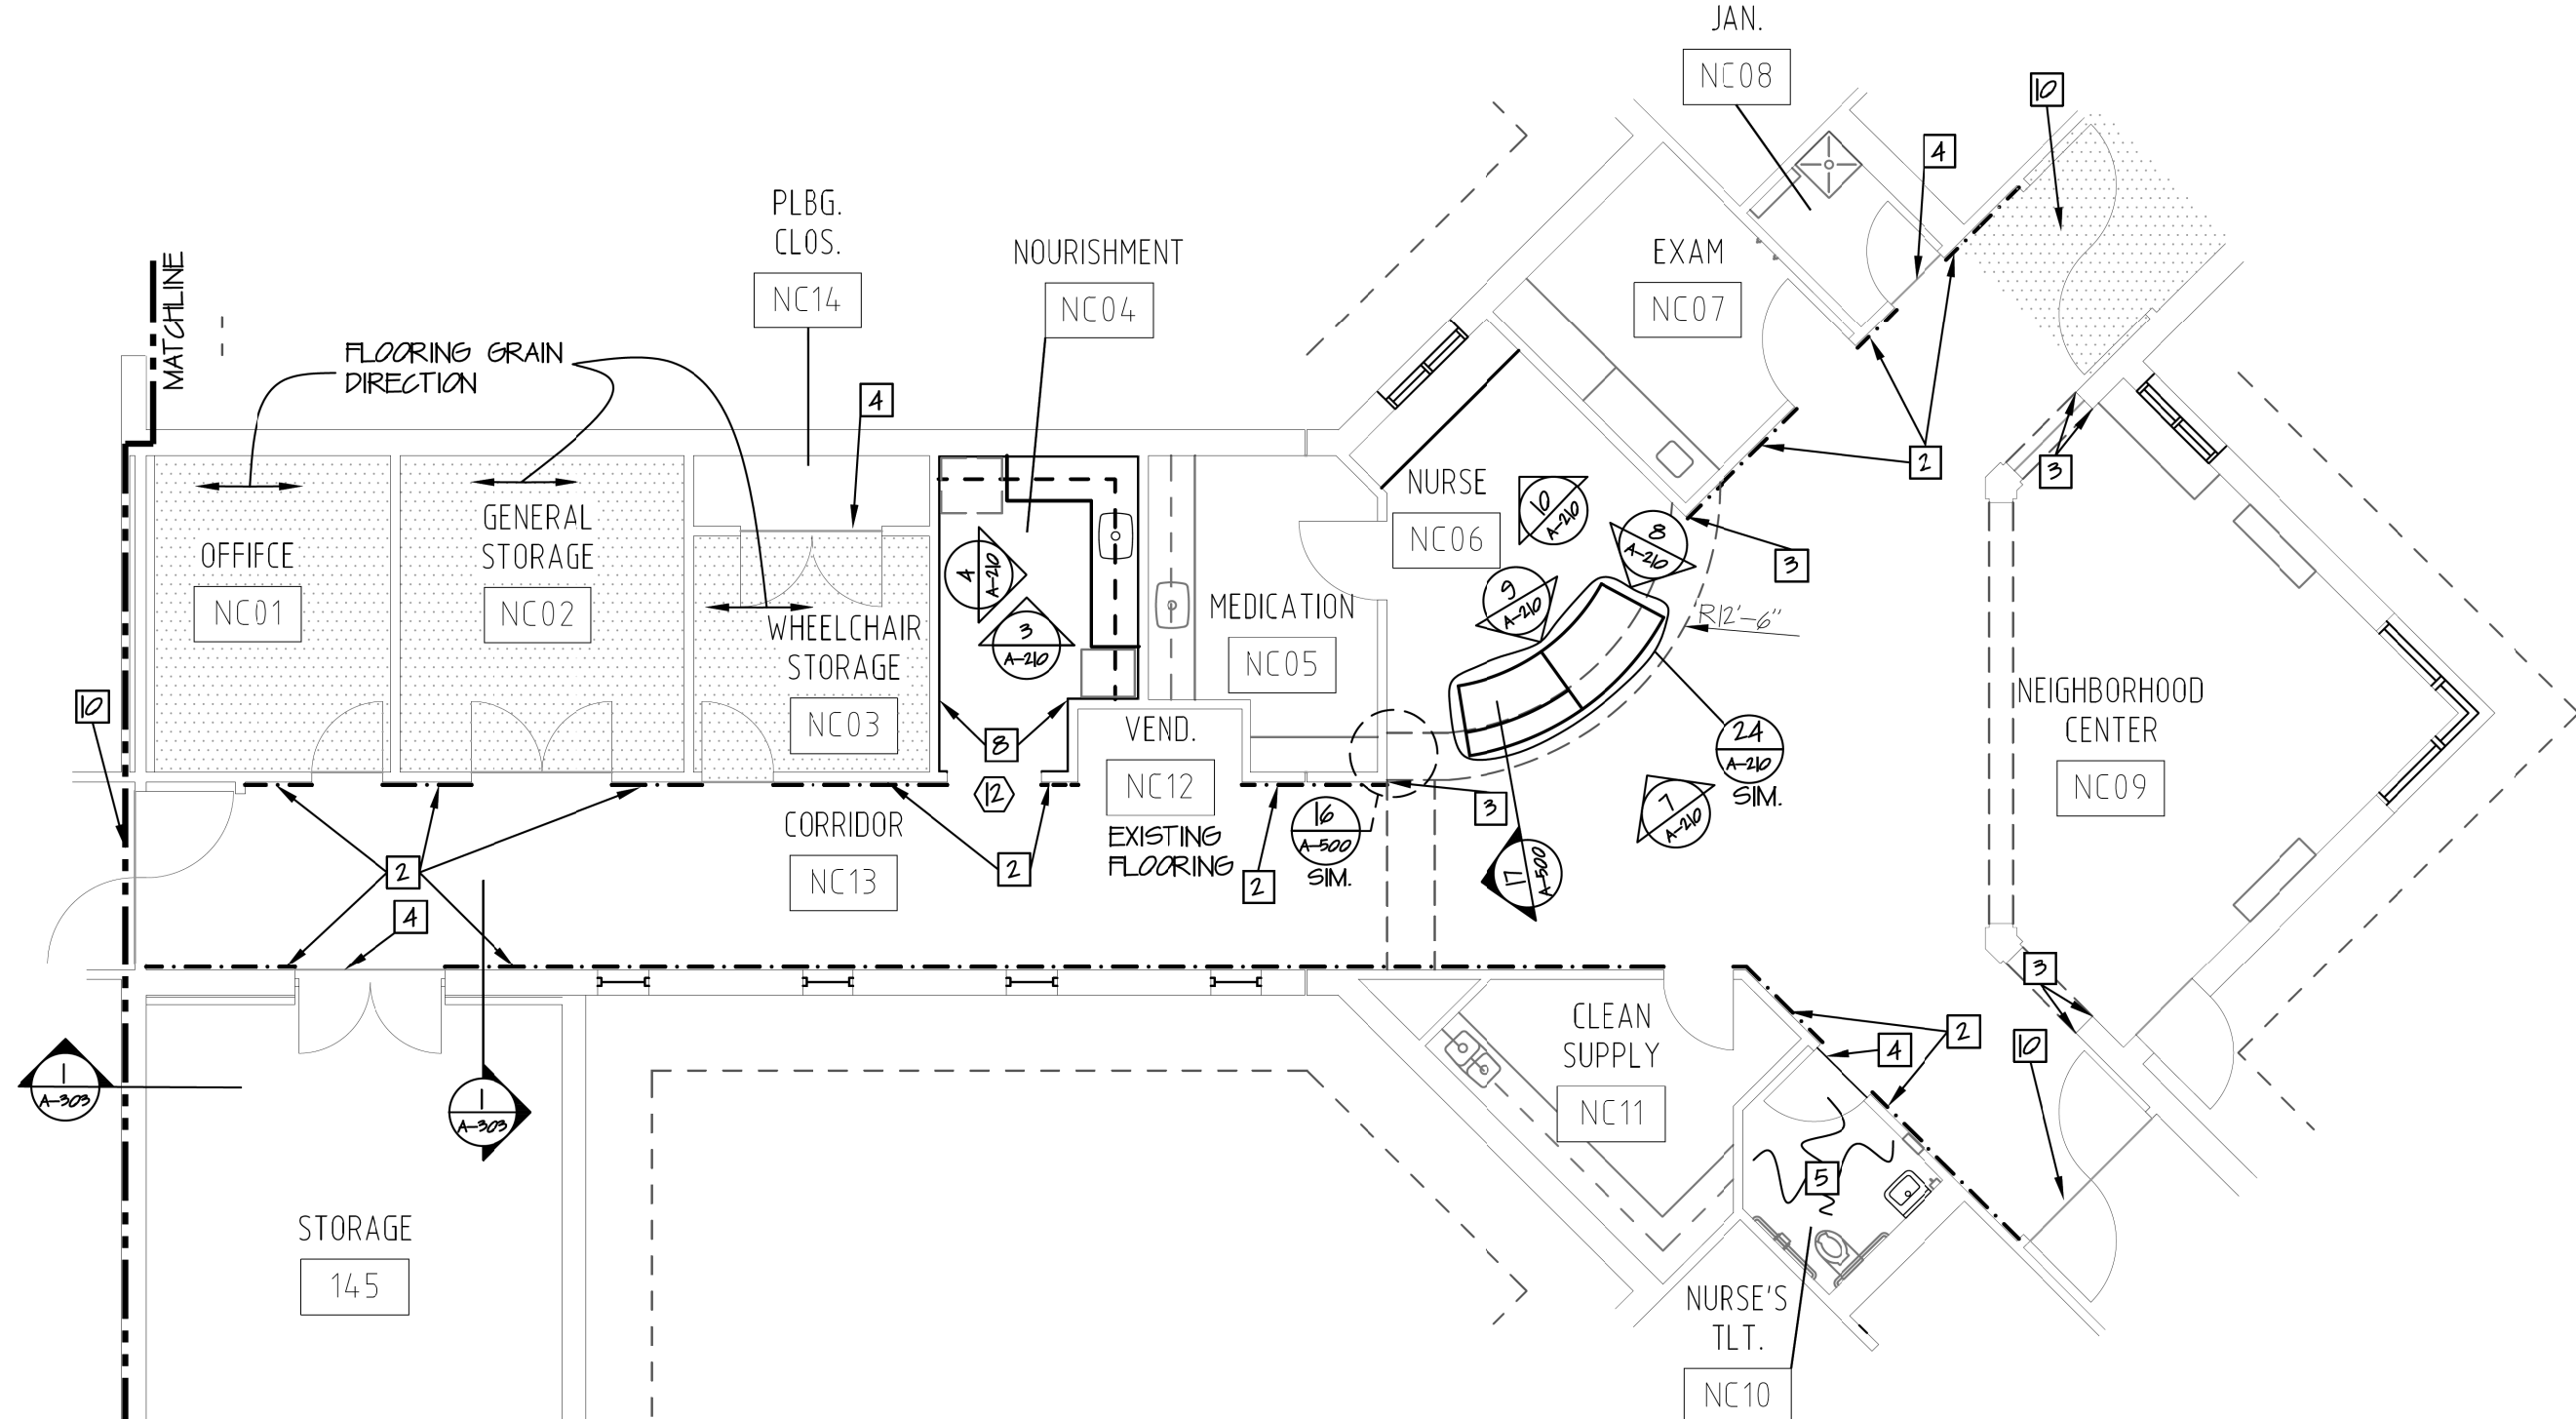 JAN.
NC08
10
4
PLBG.
CLOS.
NC14
NOURISHMENT
NC04
EXAM
NC07
MATCHLINE
FLOORING GRAIN
DIRECTION
4
2
3
NURSE
NC06
10
A-210
8
A-210
3
OFFIFCE
NC01
GENERAL
STORAGE
NC02
4
A-210
3
A-210
WHEELCHAIR
STORAGE
NC03
MEDICATION
NC05
9
A-210
R12'-6"
10
8
VEND.
NC12
EXISTING
FLOORING
12
24
A-210
SIM.
NEIGHBORHOOD
CENTER
NC09
CORRIDOR
NC13
3
7
A-210
16
A-500
SIM.
17
A-500
2
2
2
4
3
CLEAN
SUPPLY
NC11
2
4
10
1
A-303
1
A-303
5
STORAGE
145
NURSE'S
TLT.
NC10